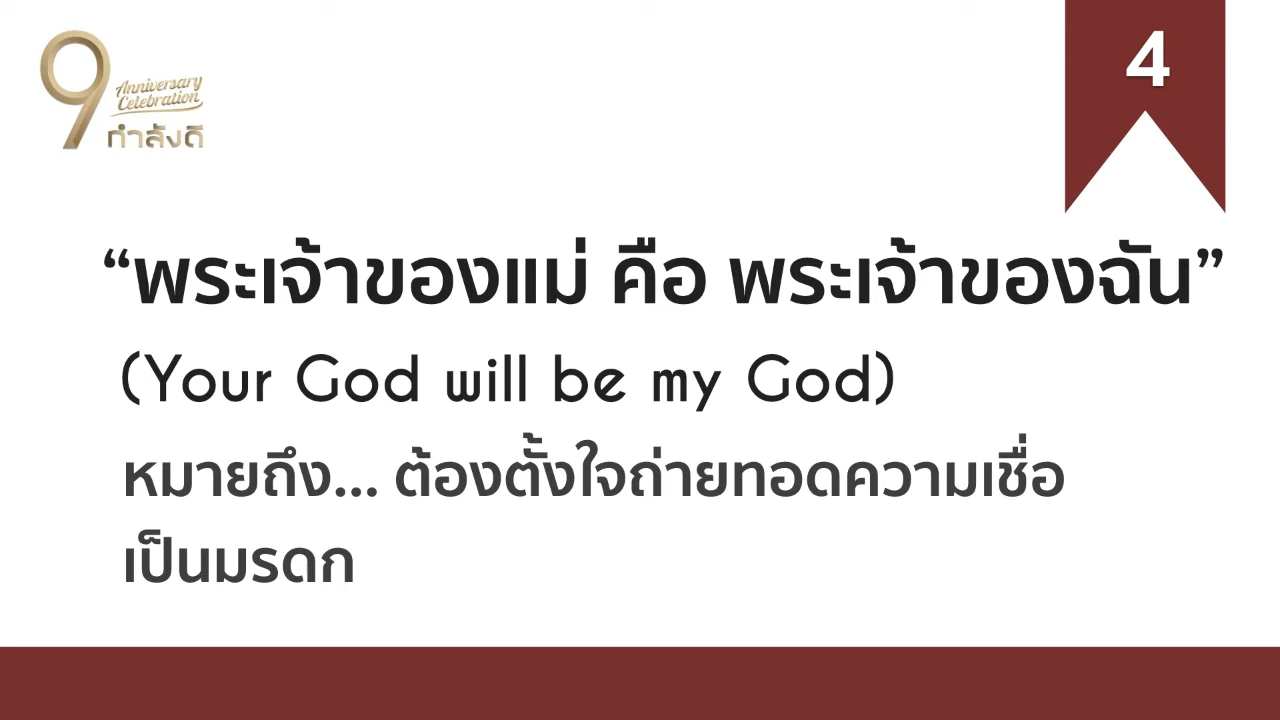 9 Anniversary
Celebration
กำลังดี
4
“พระเจ้าของแม่ คือ พระเจ้าของฉัน”
(Your God will be my God)
หมายถึง... ต้องตั้งใจถ่ายทอดความเชื่อ
เป็นมรดก